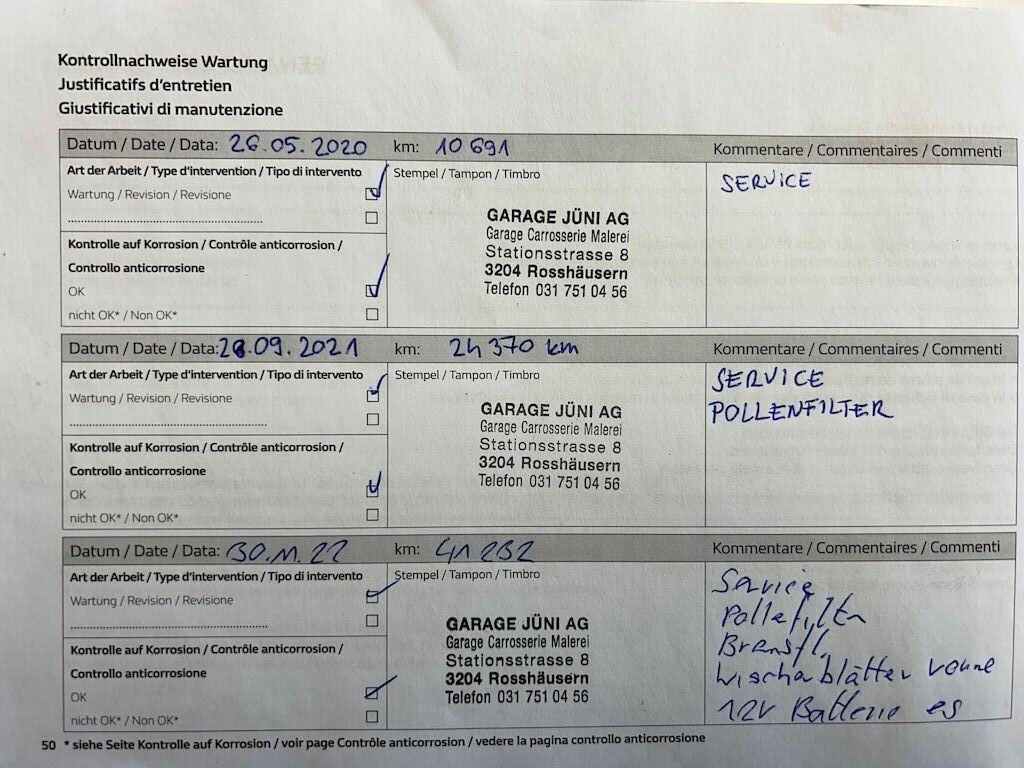 Kontrollnachweise Wartung
Justificatifs d'entretien
Giustificativi di manutenzione
Datum / Date / Data: 26.05.2020 km: 10 691 Kommentare / Commentaires / Commenti
Art der Arbeit / Type d'intervention / Tipo di intervento
Stempel / Tampon / Timbro
SERVICE
Wartung / Revision / Revisione
GARAGE JÜNI AG
Garage Carrosserie Malerei
Stationsstrasse 8
3204 Rosshäusern
Telefon 031 751 04 56
Kontrolle auf Korrosion / Contrôle anticorrosion /
Controllo anticorrosione
OK
nicht OK* / Non OK*
Datum / Date / Data: 28.09.2021 km: 24 370 km Kommentare / Commentaires / Commenti
Art der Arbeit / Type d'intervention / Tipo di intervento
Stempel / Tampon / Timbro
SERVICE
POLLENFILTER
Wartung / Revision / Revisione
GARAGE JÜNI AG
Garage Carrosserie Malerei
Stationsstrasse 8
3204 Rosshäusern
Telefon 031 751 04 56
Kontrolle auf Korrosion / Contrôle anticorrosion /
Controllo anticorrosione
OK
nicht OK* / Non OK*
Datum / Date / Data: 30.11.22 km: 41 232 Kommentare / Commentaires / Commenti
Art der Arbeit / Type d'intervention / Tipo di intervento
Stempel / Tampon / Timbro
Service
Pollefilter
Bremsfl.
Wischerblätter vorne
12V Batterie es
Wartung / Revision / Revisione
GARAGE JÜNI AG
Garage Carrosserie Malerei
Stationsstrasse 8
3204 Rosshäusern
Telefon 031 751 04 56
Kontrolle auf Korrosion / Contrôle anticorrosion /
Controllo anticorrosione
OK
nicht OK* / Non OK*
50 * siehe Seite Kontrolle auf Korrosion / voir page Contrôle anticorrosion / vedere la pagina controllo anticorrosione